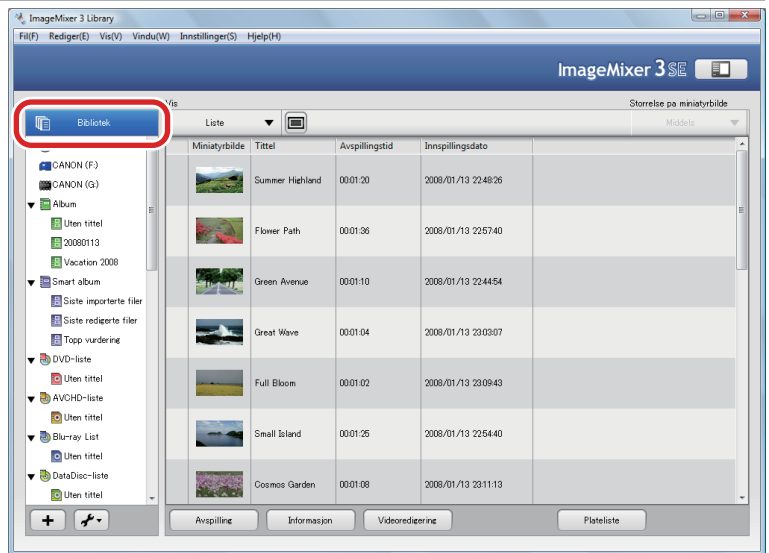 ImageMixer 3 Library
Fil(F) Rediger(E) Vis(V) Vindu(W) Innstillinger(S) Hjelp(H)
ImageMixer 3 SE
Vis
Storrelse pa miniatyrbilde
Bibliotek
Liste
Middels
Miniatyrbilde Tittel Avspillingstid Innspillingsdato
CANON (F:)
CANON (G:)
Album
Uten tittel
20080113
Vacation 2008
Smart album
Siste importerte filer
Siste redigerte filer
Topp vurdering
DVD-liste
Uten tittel
AVCHD-liste
Uten tittel
Blu-ray List
Uten tittel
DataDisc-liste
Uten tittel
Summer Highland 00:01:20 2008/01/13 22:48:26
Flower Path 00:01:36 2008/01/13 22:57:40
Green Avenue 00:01:10 2008/01/13 22:44:54
Great Wave 00:01:04 2008/01/13 23:03:07
Full Bloom 00:01:02 2008/01/13 23:09:43
Small Island 00:01:25 2008/01/13 22:54:40
Cosmos Garden 00:01:08 2008/01/13 23:11:13
Avspilling Informasjon Videoredigering Plateliste